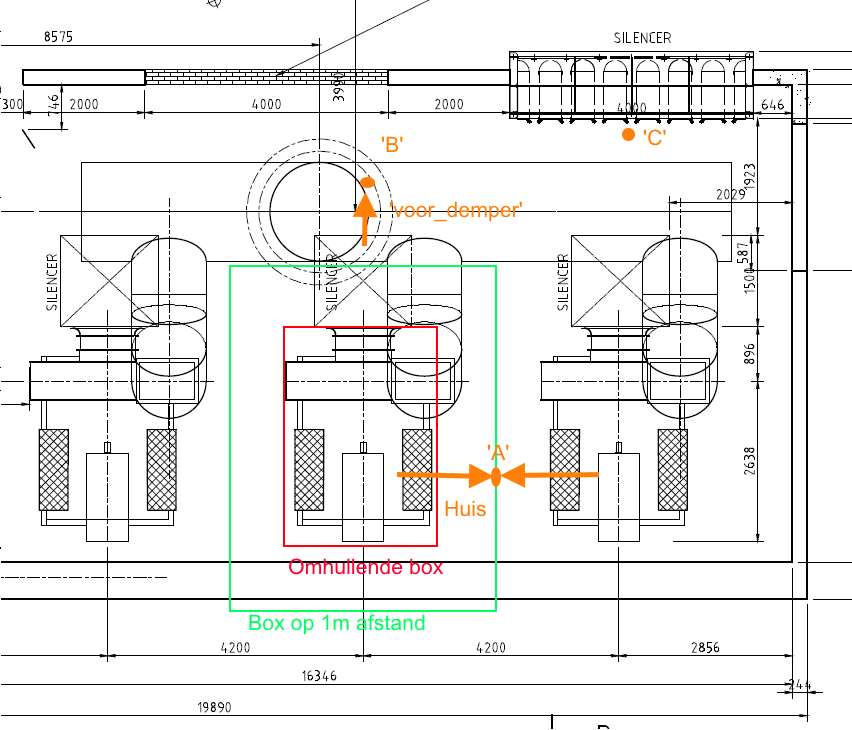 SILENCER
8575
3990
300
2000
746
4000
2000
4000
646
'B'
'C'
1923
2029
'voor_demper'
SILENCER
SILENCER
SILENCER
587
1500
896
'A'
2638
Huis
Omhullende box
Box op 1m afstand
4200
4200
2856
16346
244
19890